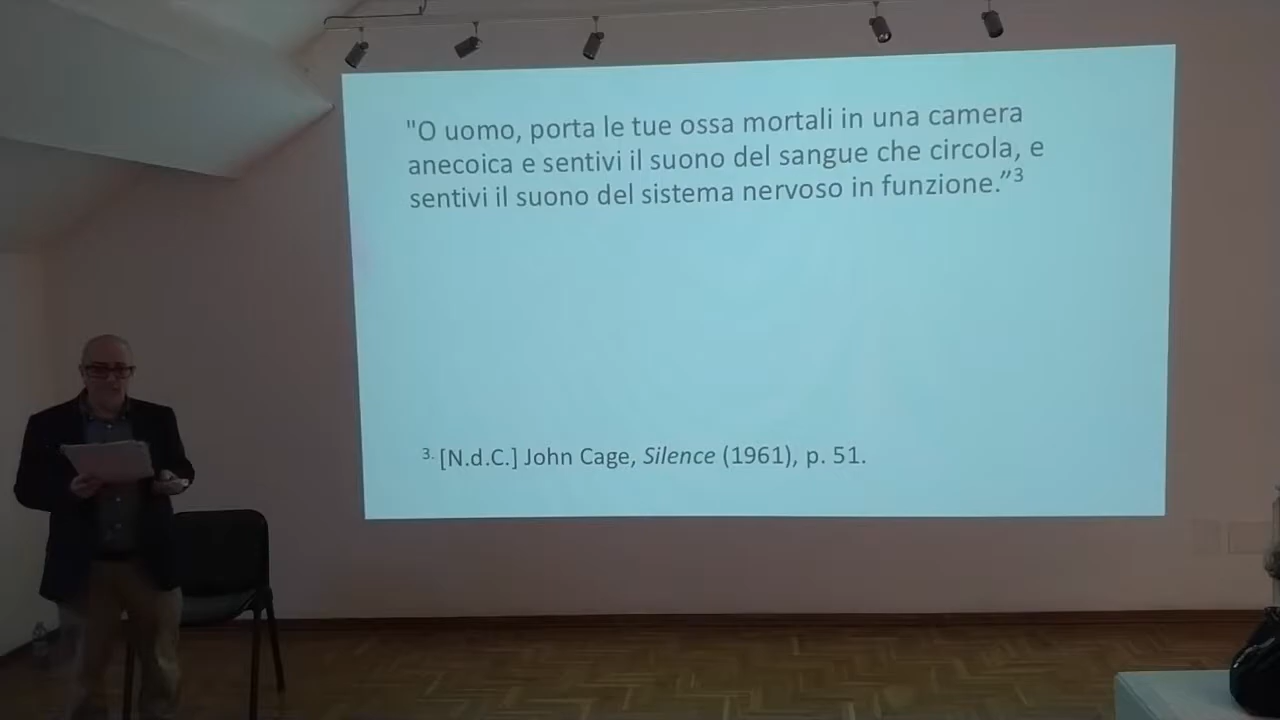 "O uomo, porta le tue ossa mortali in una camera
anecoica e sentivi il suono del sangue che circola, e
sentivi il suono del sistema nervoso in funzione.”³
³· [N.d.C.] John Cage, Silence (1961), p. 51.